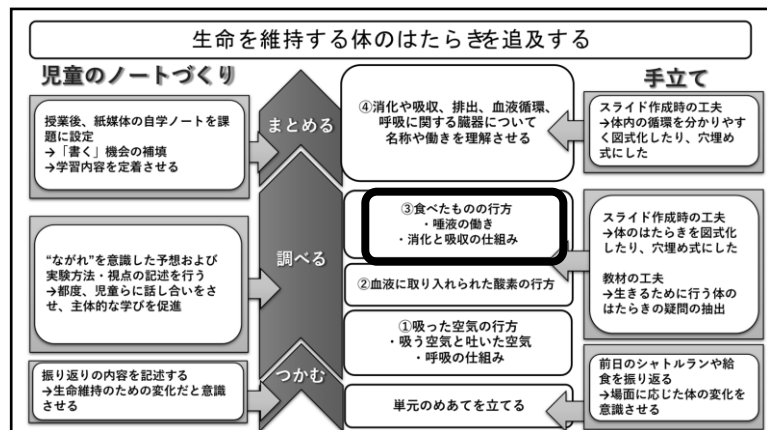 生命を維持する体のはたらきを追及する
児童のノートづくり
手立て
授業後、紙媒体の自学ノートを課
題に設定
→「書く」機会の補填
→学習内容を定着させる
まとめる
④消化や吸収、排出、血液循環、
呼吸に関する臓器について
名称や働きを理解させる
スライド作成時の工夫
→体内の循環を分かりやす
く図式化したり、穴埋め
式にした
“ながれ”を意識した予想および
実験方法・視点の記述を行う
→都度、児童らに話し合いをさ
せ、主体的な学びを促進
調べる
③食べたものの行方
・唾液の働き
・消化と吸収の仕組み
②血液に取り入れられた酸素の行方
①吸った空気の行方
・吸う空気と吐いた空気
・呼吸の仕組み
スライド作成時の工夫
→体のはたらきを図式化
したり、穴埋め式にした
教材の工夫
→生きるために行う体の
はたらきの疑問の抽出
振り返りの内容を記述する
→生命維持のための変化だと意識
させる
つかむ
単元のめあてを立てる
前日のシャトルランや給
食を振り返る
→場面に応じた体の変化を
意識させる